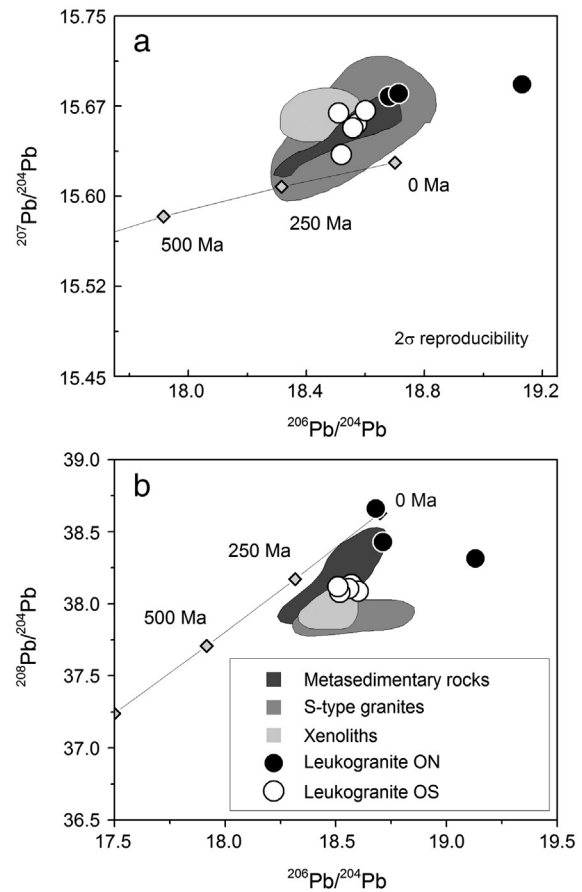 a
15.75
15.67
15.60
15.52
15.45
207Pb/204Pb
0 Ma
250 Ma
500 Ma
2σ reproducibility
18.0 18.4 18.8 19.2
206Pb/204Pb
b
39.0
38.5
38.0
37.5
37.0
36.5
208Pb/204Pb
0 Ma
250 Ma
500 Ma
Metasedimentary rocks
S-type granites
Xenoliths
Leukogranite ON
Leukogranite OS
17.5 18.0 18.5 19.0 19.5
206Pb/204Pb